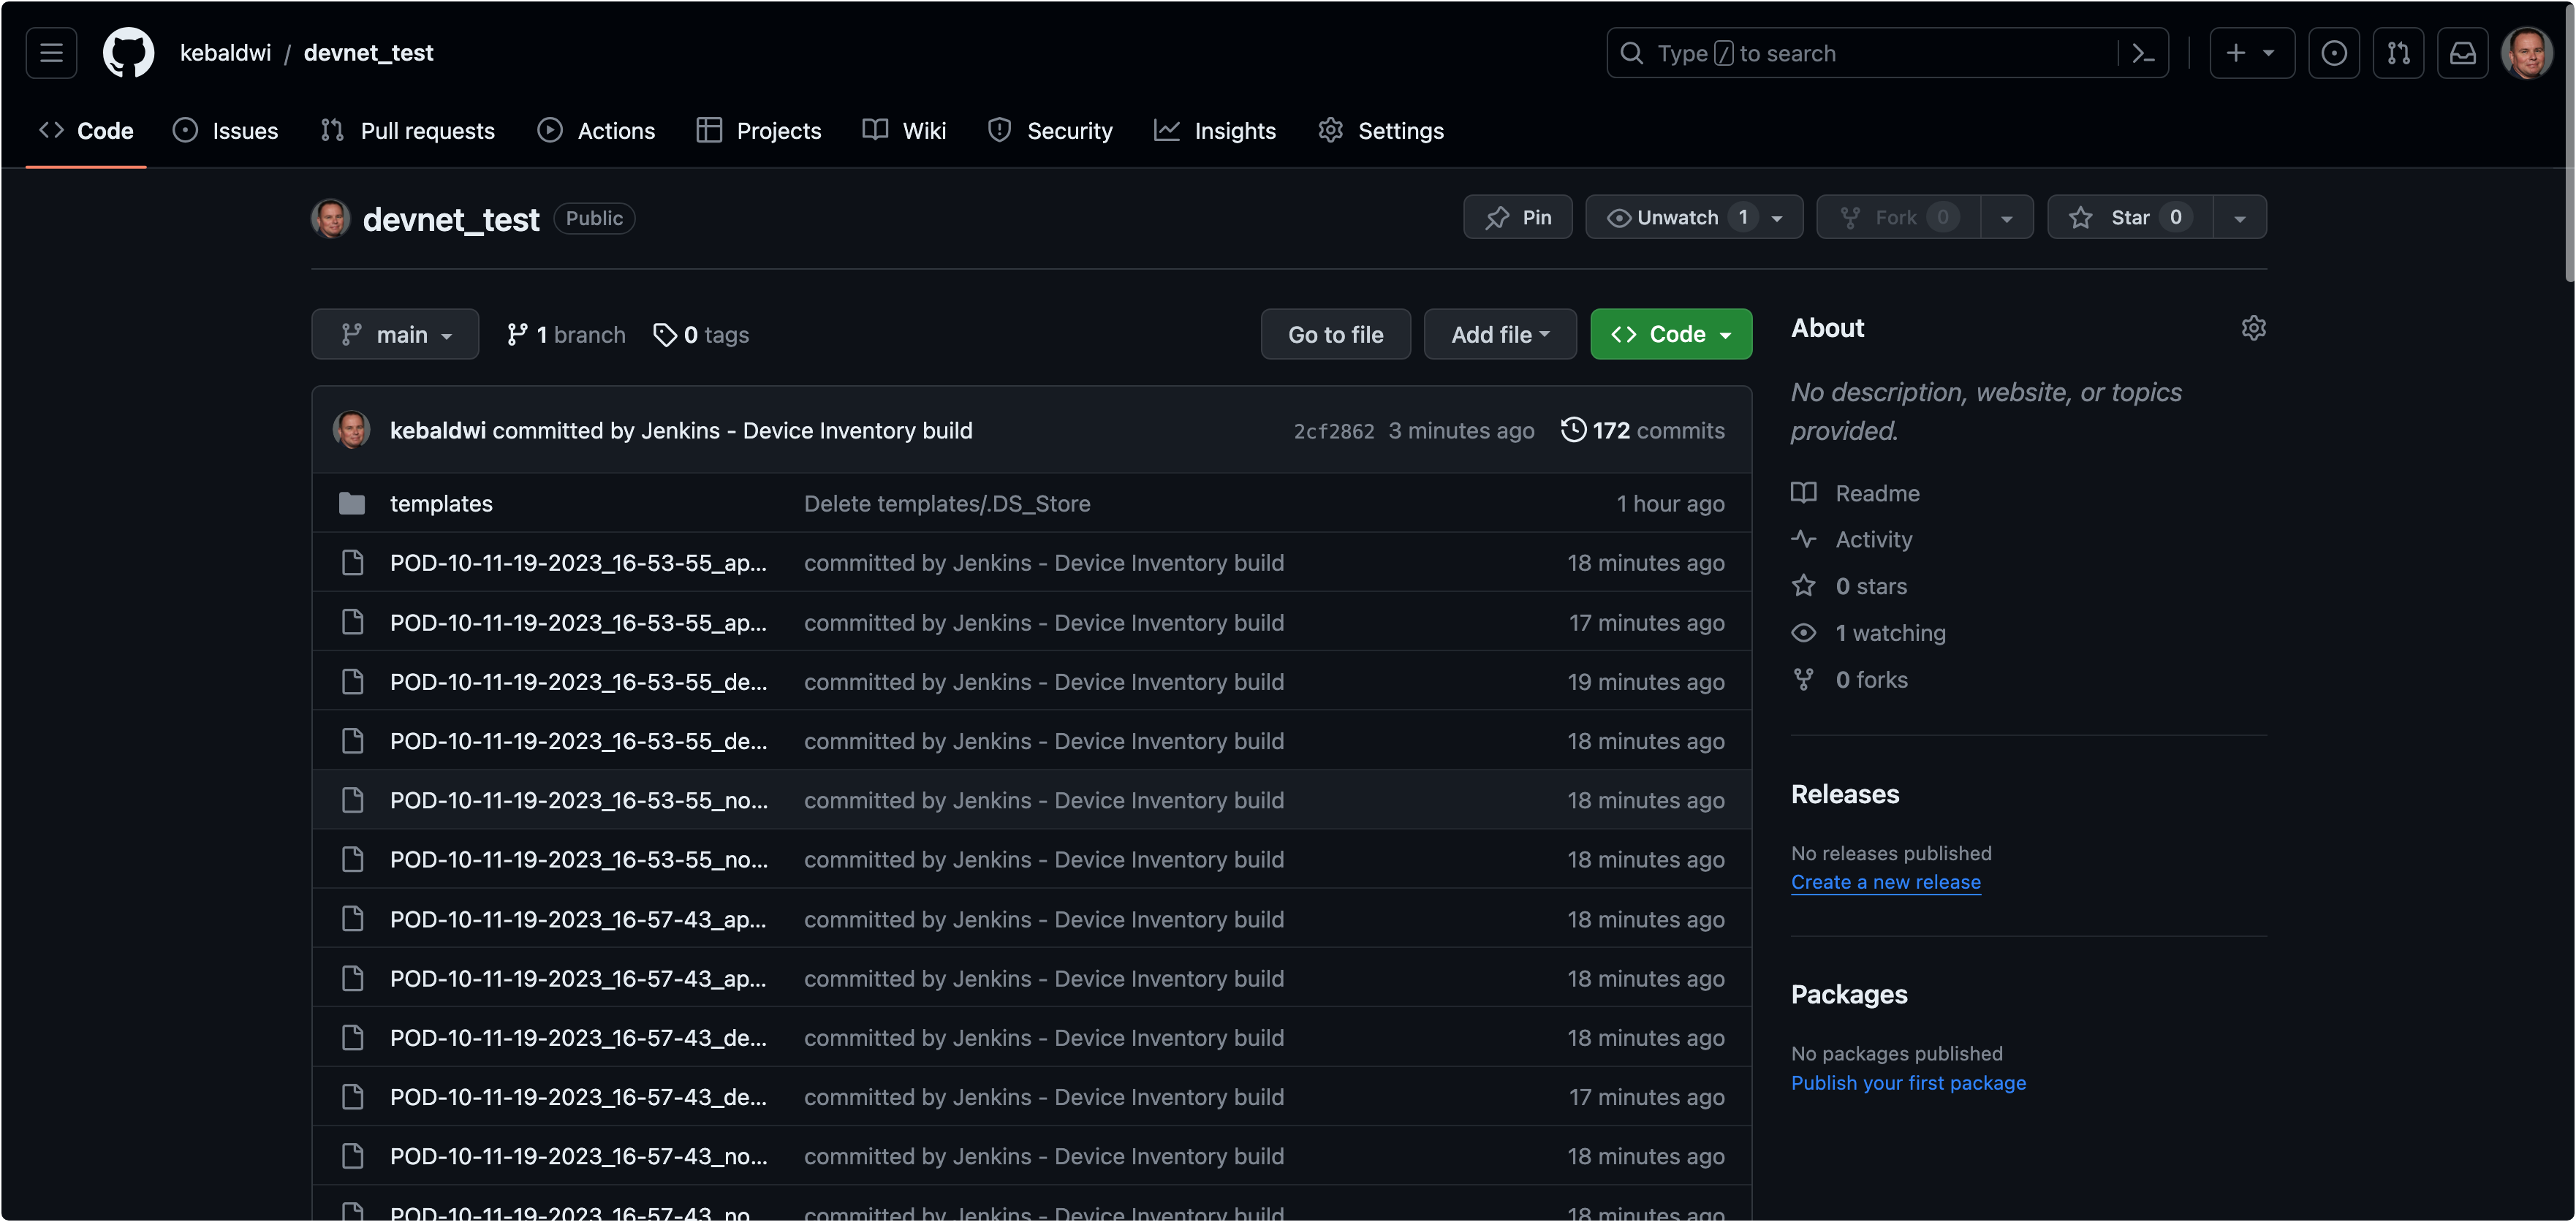 kebaldwi / devnet_test
Type / to search
Code Issues Pull requests Actions Projects Wiki Security Insights Settings
devnet_test Public
Pin Unwatch 1 Fork 0 Star 0
main 1 branch 0 tags
Go to file Add file Code
kebaldwi committed by Jenkins - Device Inventory build 2cf2862 3 minutes ago 172 commits
templates Delete templates/.DS_Store 1 hour ago
POD-10-11-19-2023_16-53-55_ap... committed by Jenkins - Device Inventory build 18 minutes ago
POD-10-11-19-2023_16-53-55_ap... committed by Jenkins - Device Inventory build 17 minutes ago
POD-10-11-19-2023_16-53-55_de... committed by Jenkins - Device Inventory build 19 minutes ago
POD-10-11-19-2023_16-53-55_de... committed by Jenkins - Device Inventory build 18 minutes ago
POD-10-11-19-2023_16-53-55_no... committed by Jenkins - Device Inventory build 18 minutes ago
POD-10-11-19-2023_16-53-55_no... committed by Jenkins - Device Inventory build 18 minutes ago
POD-10-11-19-2023_16-57-43_ap... committed by Jenkins - Device Inventory build 18 minutes ago
POD-10-11-19-2023_16-57-43_ap... committed by Jenkins - Device Inventory build 18 minutes ago
POD-10-11-19-2023_16-57-43_de... committed by Jenkins - Device Inventory build 18 minutes ago
POD-10-11-19-2023_16-57-43_de... committed by Jenkins - Device Inventory build 17 minutes ago
POD-10-11-19-2023_16-57-43_no... committed by Jenkins - Device Inventory build 18 minutes ago
POD-10-11-19-2023_16-57-43_no... committed by Jenkins - Device Inventory build 18 minutes ago
About
No description, website, or topics
provided.
Readme
Activity
0 stars
1 watching
0 forks
Releases
No releases published
Create a new release
Packages
No packages published
Publish your first package